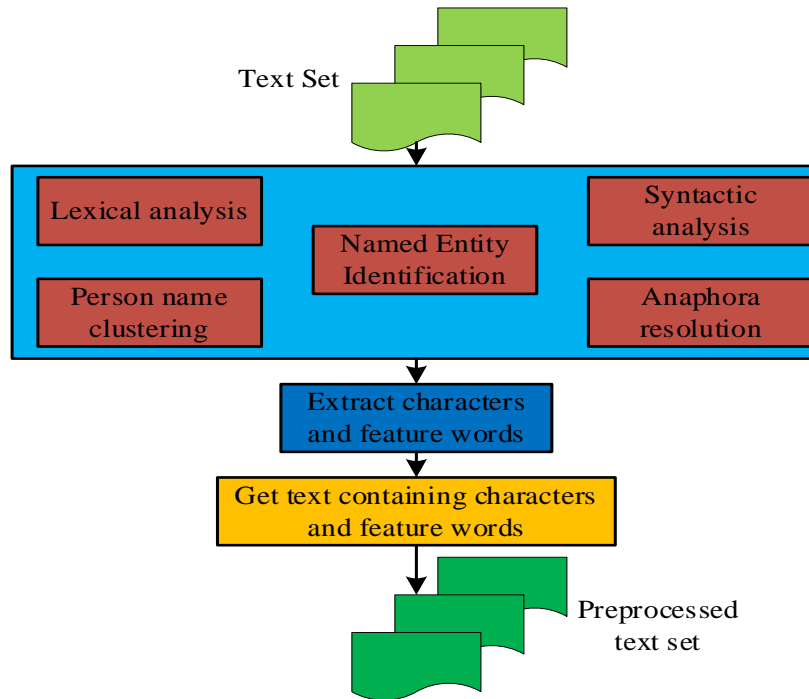 Text Set
Lexical analysis
Syntactic
analysis
Named Entity
Identification
Person name
clustering
Anaphora
resolution
Extract characters
and feature words
Get text containing characters
and feature words
Preprocessed
text set